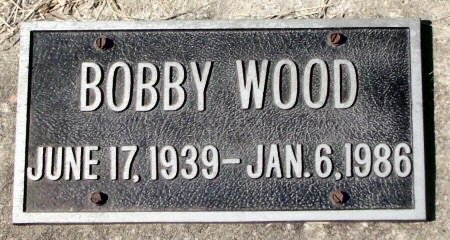 BOBBY WOOD
JUNE 17, 1939 - JAN. 6, 1986